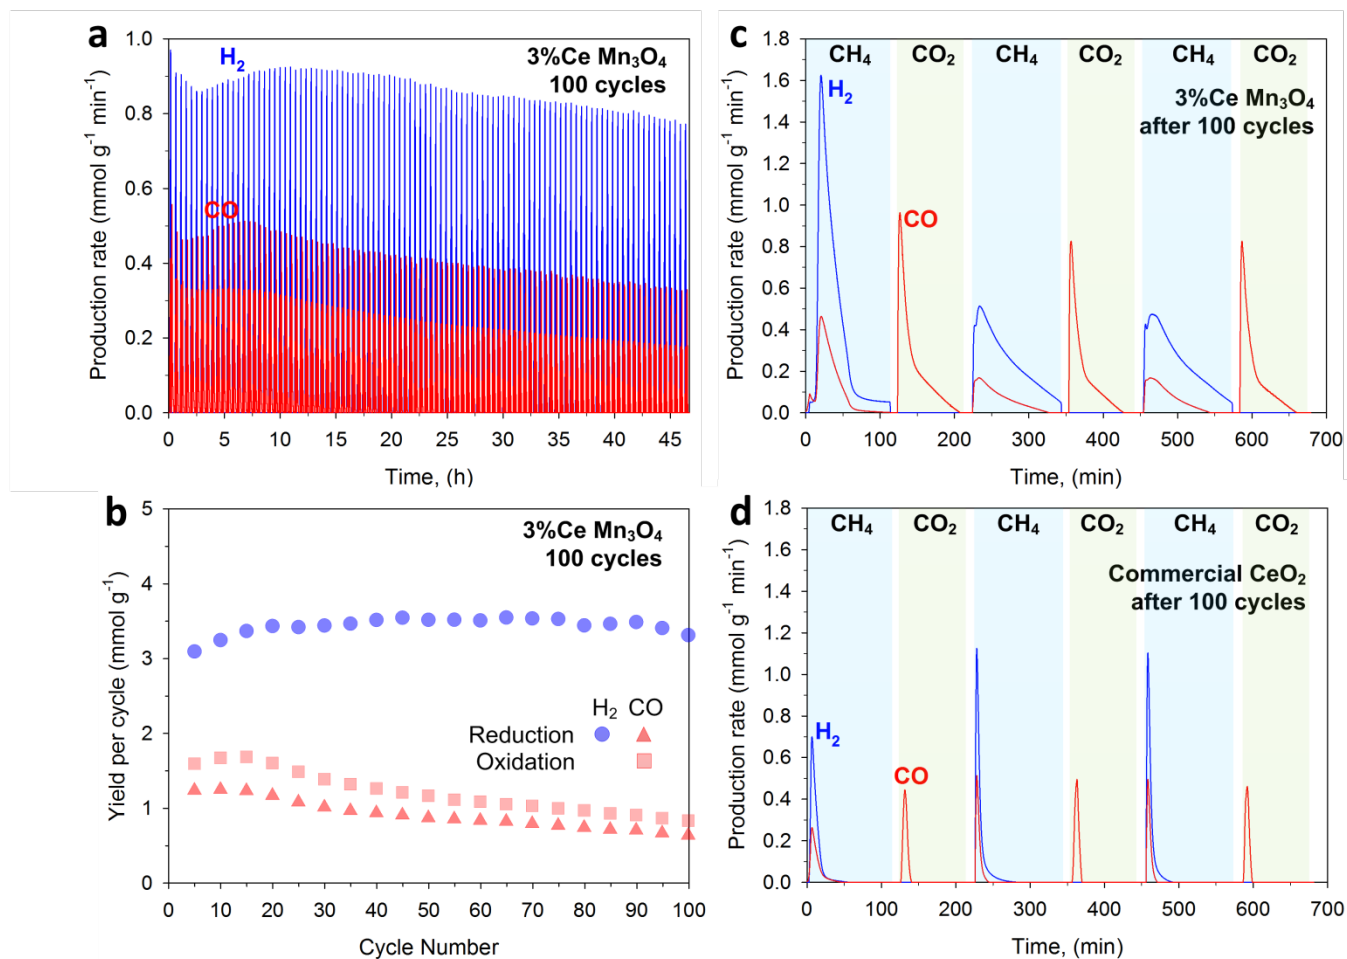 a
1.0
0.8
0.6
0.4
0.2
0.0
H2
CO
3%Ce Mn3O4
100 cycles
Production rate (mmol g-1 min-1)
0 5 10 15 20 25 30 35 40 45
Time, (h)
c
1.8
1.6
1.4
1.2
1.0
0.8
0.6
0.4
0.2
0.0
CH4 CO2 CH4 CO2 CH4 CO2
H2
CO
3%Ce Mn3O4
after 100 cycles
Production rate (mmol g-1 min-1)
0 100 200 300 400 500 600 700
Time, (min)
b
5
4
3
2
1
0
3%Ce Mn3O4
100 cycles
H2 CO
Reduction
Oxidation
Yield per cycle (mmol g-1)
0 10 20 30 40 50 60 70 80 90 100
Cycle Number
d
1.8
1.6
1.4
1.2
1.0
0.8
0.6
0.4
0.2
0.0
CH4 CO2 CH4 CO2 CH4 CO2
Commercial CeO2
after 100 cycles
H2
CO
Production rate (mmol g-1 min-1)
0 100 200 300 400 500 600 700
Time, (min)